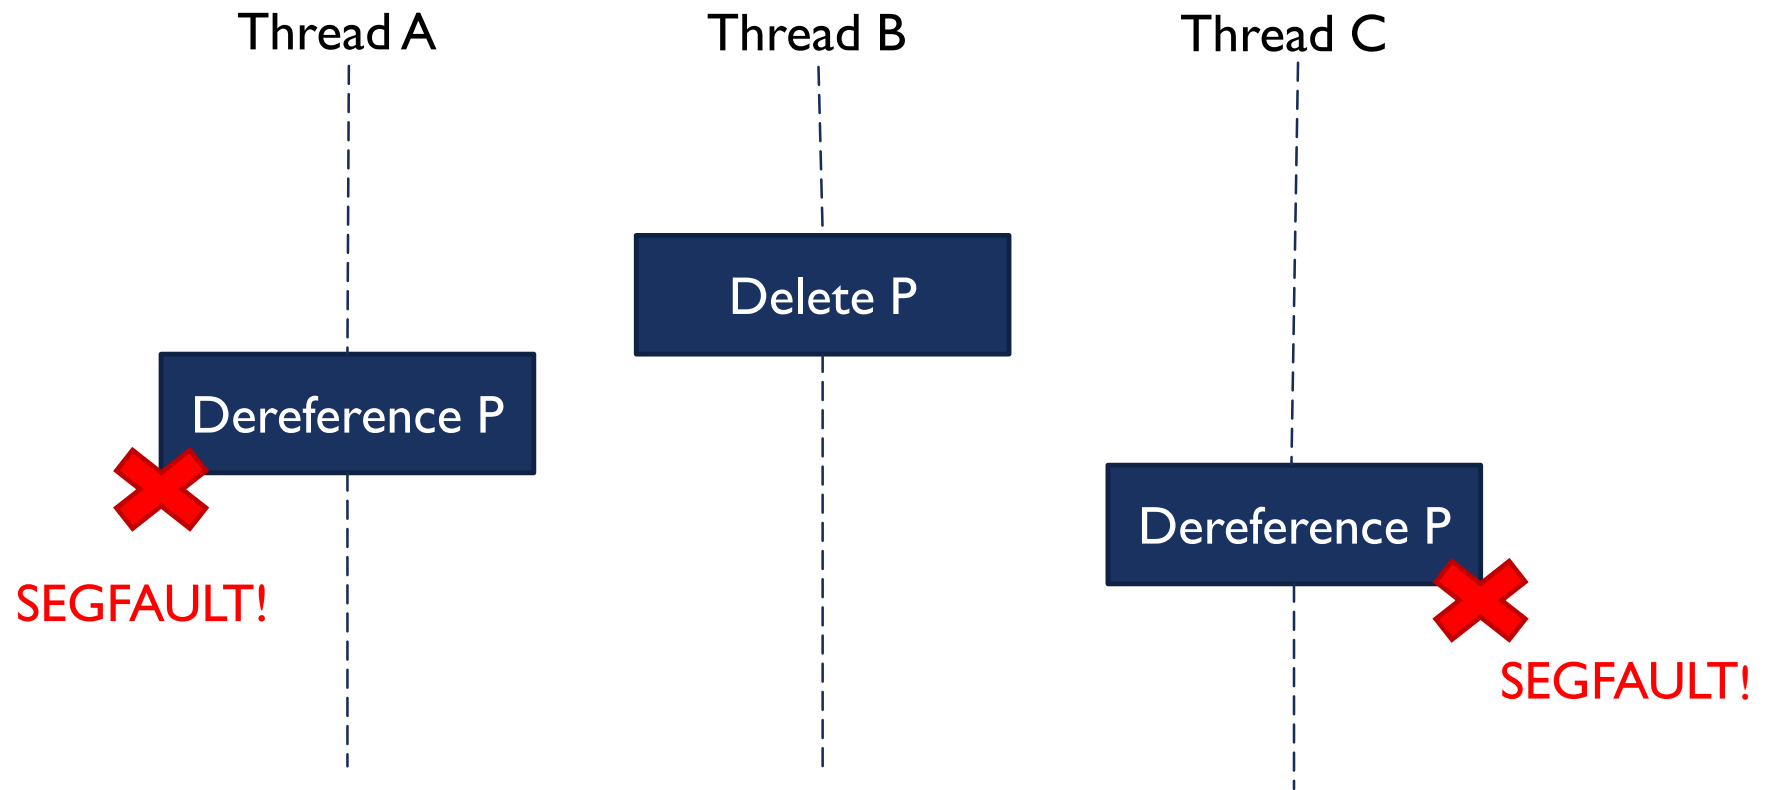 Thread A
Thread B
Thread C
Delete P
Dereference P
Dereference P
SEGFAULT!
SEGFAULT!